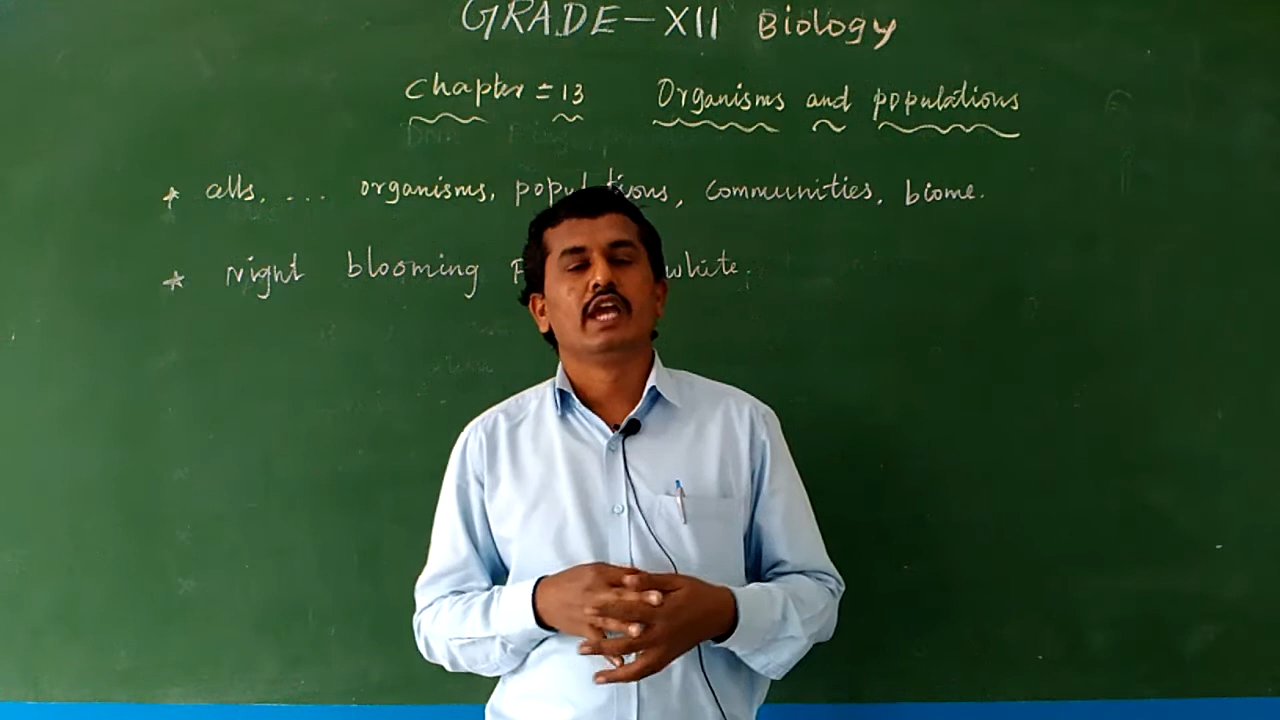 GRADE-XII Biology
Chapter = 13 Organisms and populations
* cells, ... organisms, populations, communities, biome.
* Night blooming white.